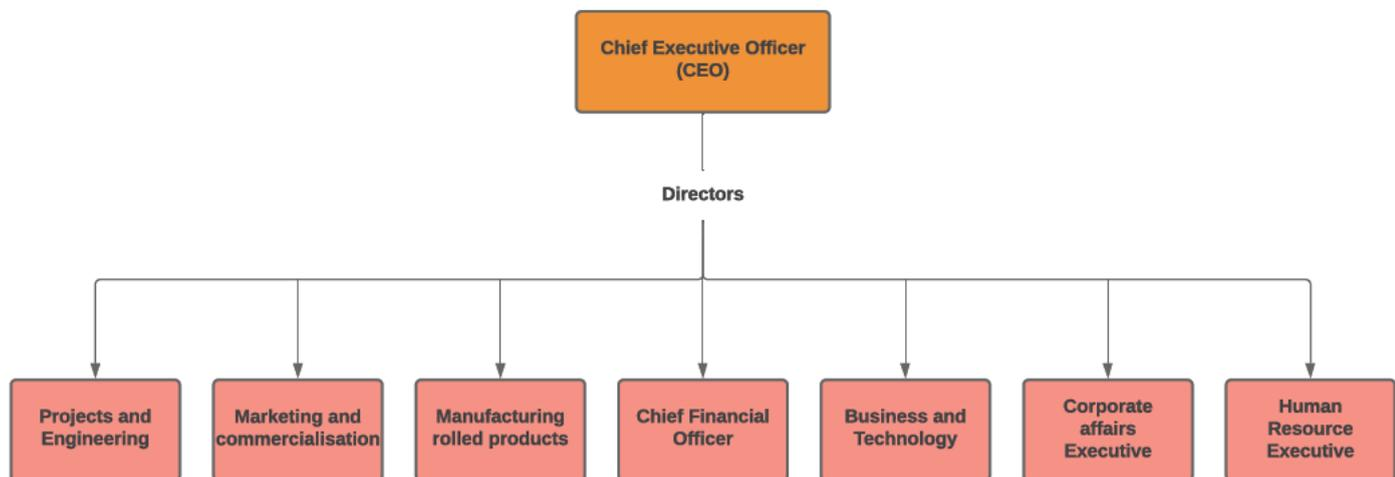 Chief Executive Officer
(CEO)
Directors
Projects and
Engineering
Marketing and
commercialisation
Manufacturing
rolled products
Chief Financial
Officer
Business and
Technology
Corporate
affairs
Executive
Human
Resource
Executive